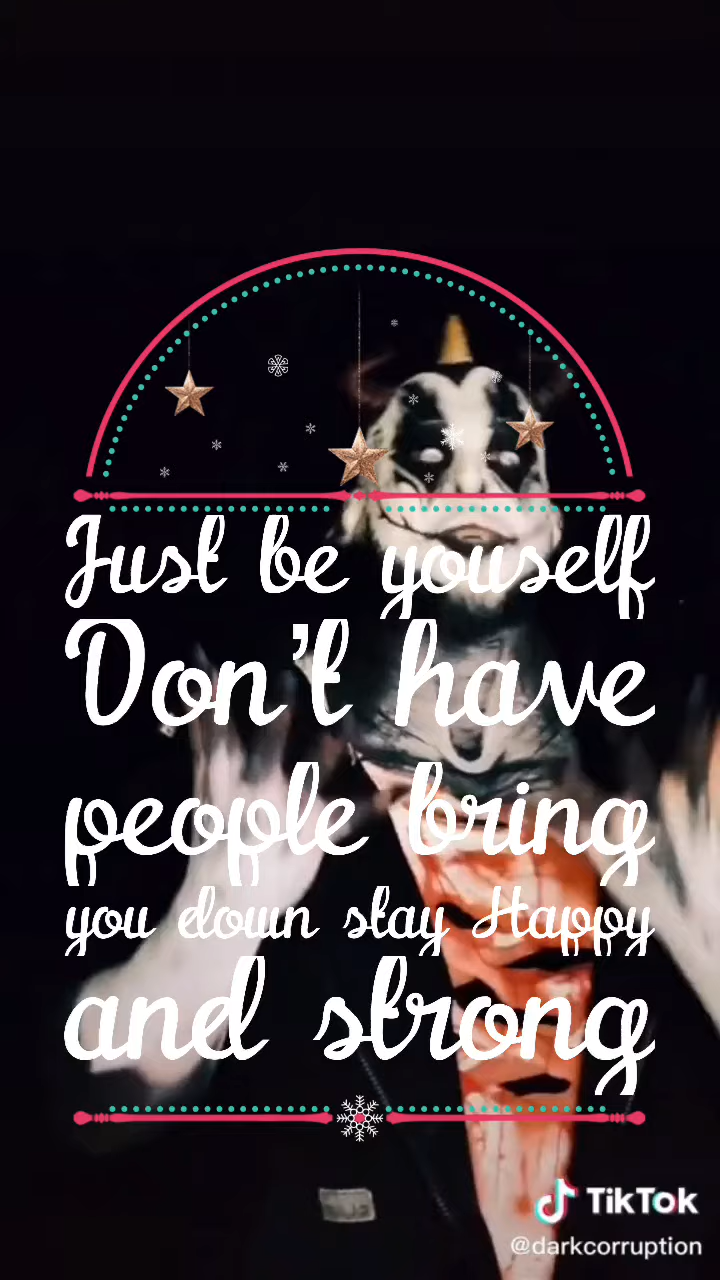 Just be youself
Don't have
people bring
you down stay Happy
and strong
TikTok
@darkcorruption